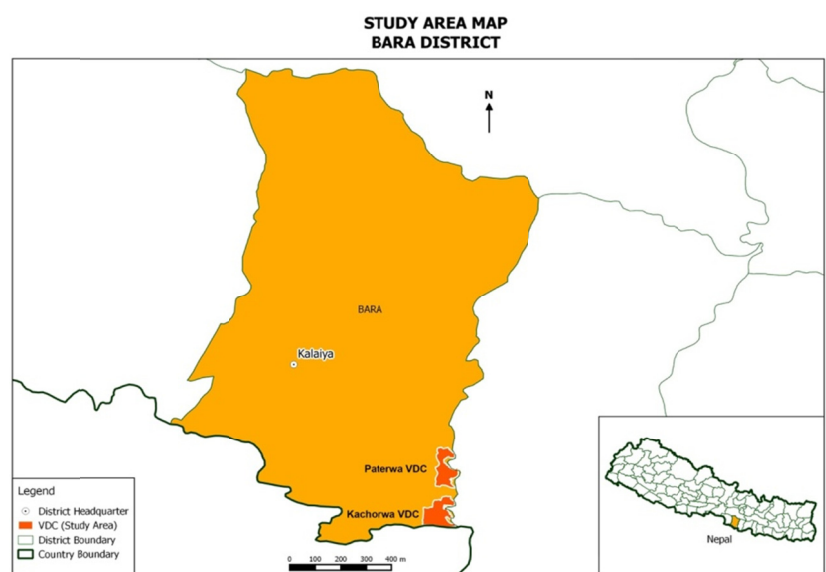 STUDY AREA MAP
BARA DISTRICT
N
BARA
Kalaiya
Paterwa VDC
Kachorwa VDC
Legend
District Headquarter
VDC (Study Area)
District Boundary
Country Boundary
0 100 200 300 400 m
Nepal